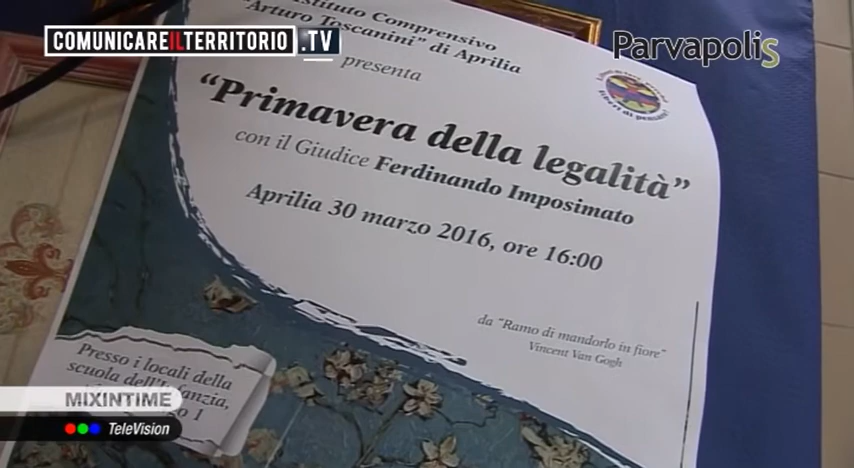 COMUNICAREILTERRITORIO.TV
Parvapolis
Istituto Comprensivo
"Arturo Toscanini" di Aprilia
presenta
"Primavera della legalità"
con il Giudice Ferdinando Imposimato
Aprilia 30 marzo 2016, ore 16:00
da "Ramo di mandorlo in fiore"
Vincent Van Gogh
Presso i locali della
scuola dell'Infanzia,
1
MIXINTIME
TeleVision